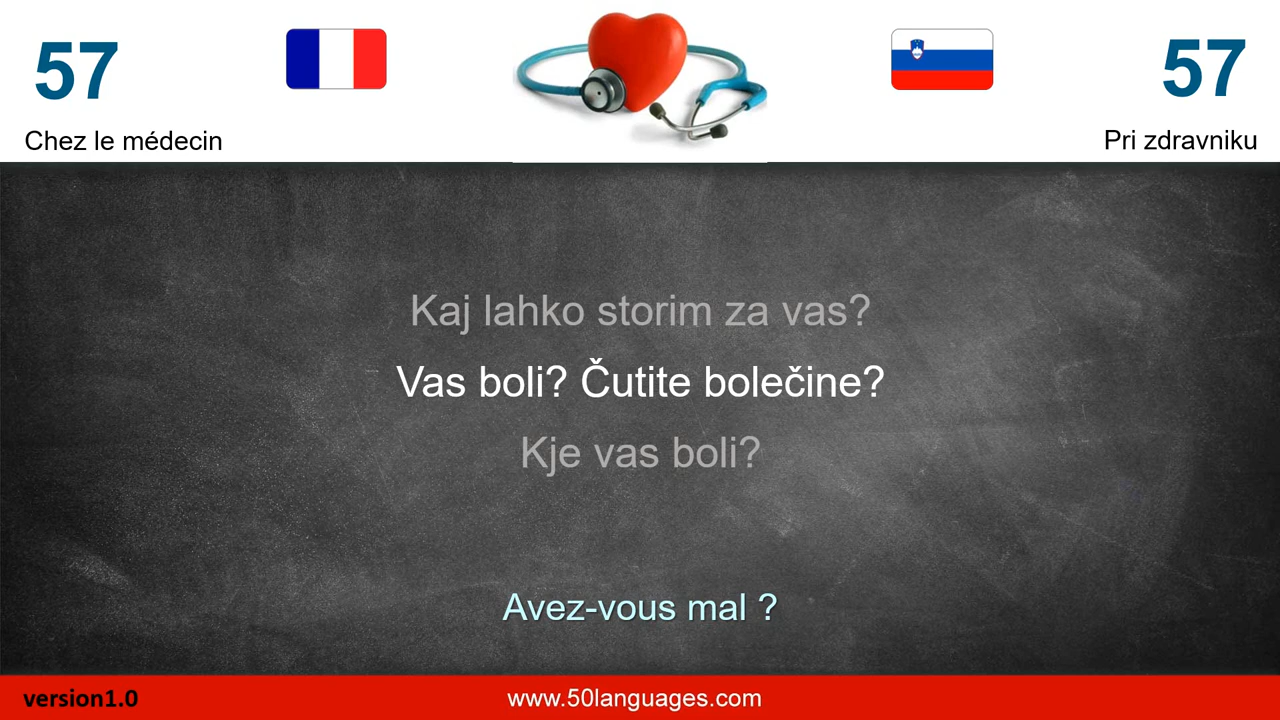 57
57
Chez le médecin
Pri zdravniku
Kaj lahko storim za vas?
Vas boli? Čutite bolečine?
Kje vas boli?
Avez-vous mal ?
version1.0
www.50languages.com